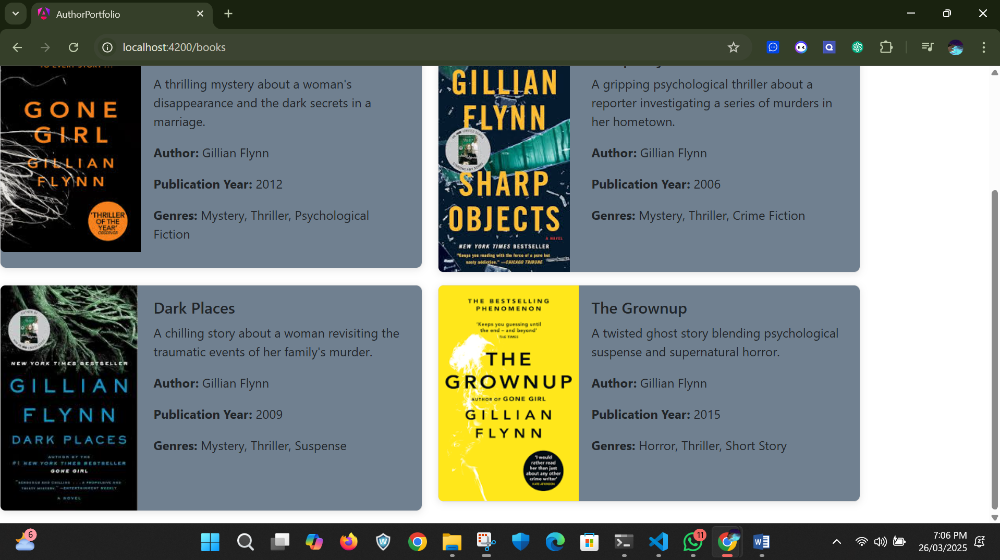 AuthorPortfolio
localhost:4200/books
GONE
GIRL
GILLIAN
FLYNN
'THRILLER
OF THE
YEAR'
OBSERVER
A thrilling mystery about a woman's
disappearance and the dark secrets in a
marriage.
Author: Gillian Flynn
Publication Year: 2012
Genres: Mystery, Thriller, Psychological
Fiction
GILLIAN
FLYNN
SHARP
OBJECTS
A NOVEL
NEW YORK TIMES BESTSELLER
"Keeps you reading with the force of a pure but
nasty addiction." —CHICAGO TRIBUNE
A gripping psychological thriller about a
reporter investigating a series of murders in
her hometown.
Author: Gillian Flynn
Publication Year: 2006
Genres: Mystery, Thriller, Crime Fiction
NEW YORK TIMES BESTSELLER
GILLIAN
FLYNN
DARK PLACES
AUTHOR OF THE
#1 NEW YORK TIMES BESTSELLER
GONE GIRL
A NOVEL
Dark Places
A chilling story about a woman revisiting the
traumatic events of her family's murder.
Author: Gillian Flynn
Publication Year: 2009
Genres: Mystery, Thriller, Suspense
THE BESTSELLING
PHENOMENON
'Keeps you guessing until
the end – and beyond'
THE TIMES
THE
GROWNUP
AUTHOR OF GONE GIRL
GILLIAN
FLYNN
'I would
rather read
her than just
about any other
crime writer'
KATE ATKINSON
The Grownup
A twisted ghost story blending psychological
suspense and supernatural horror.
Author: Gillian Flynn
Publication Year: 2015
Genres: Horror, Thriller, Short Story
6
11
7:06 PM
26/03/2025